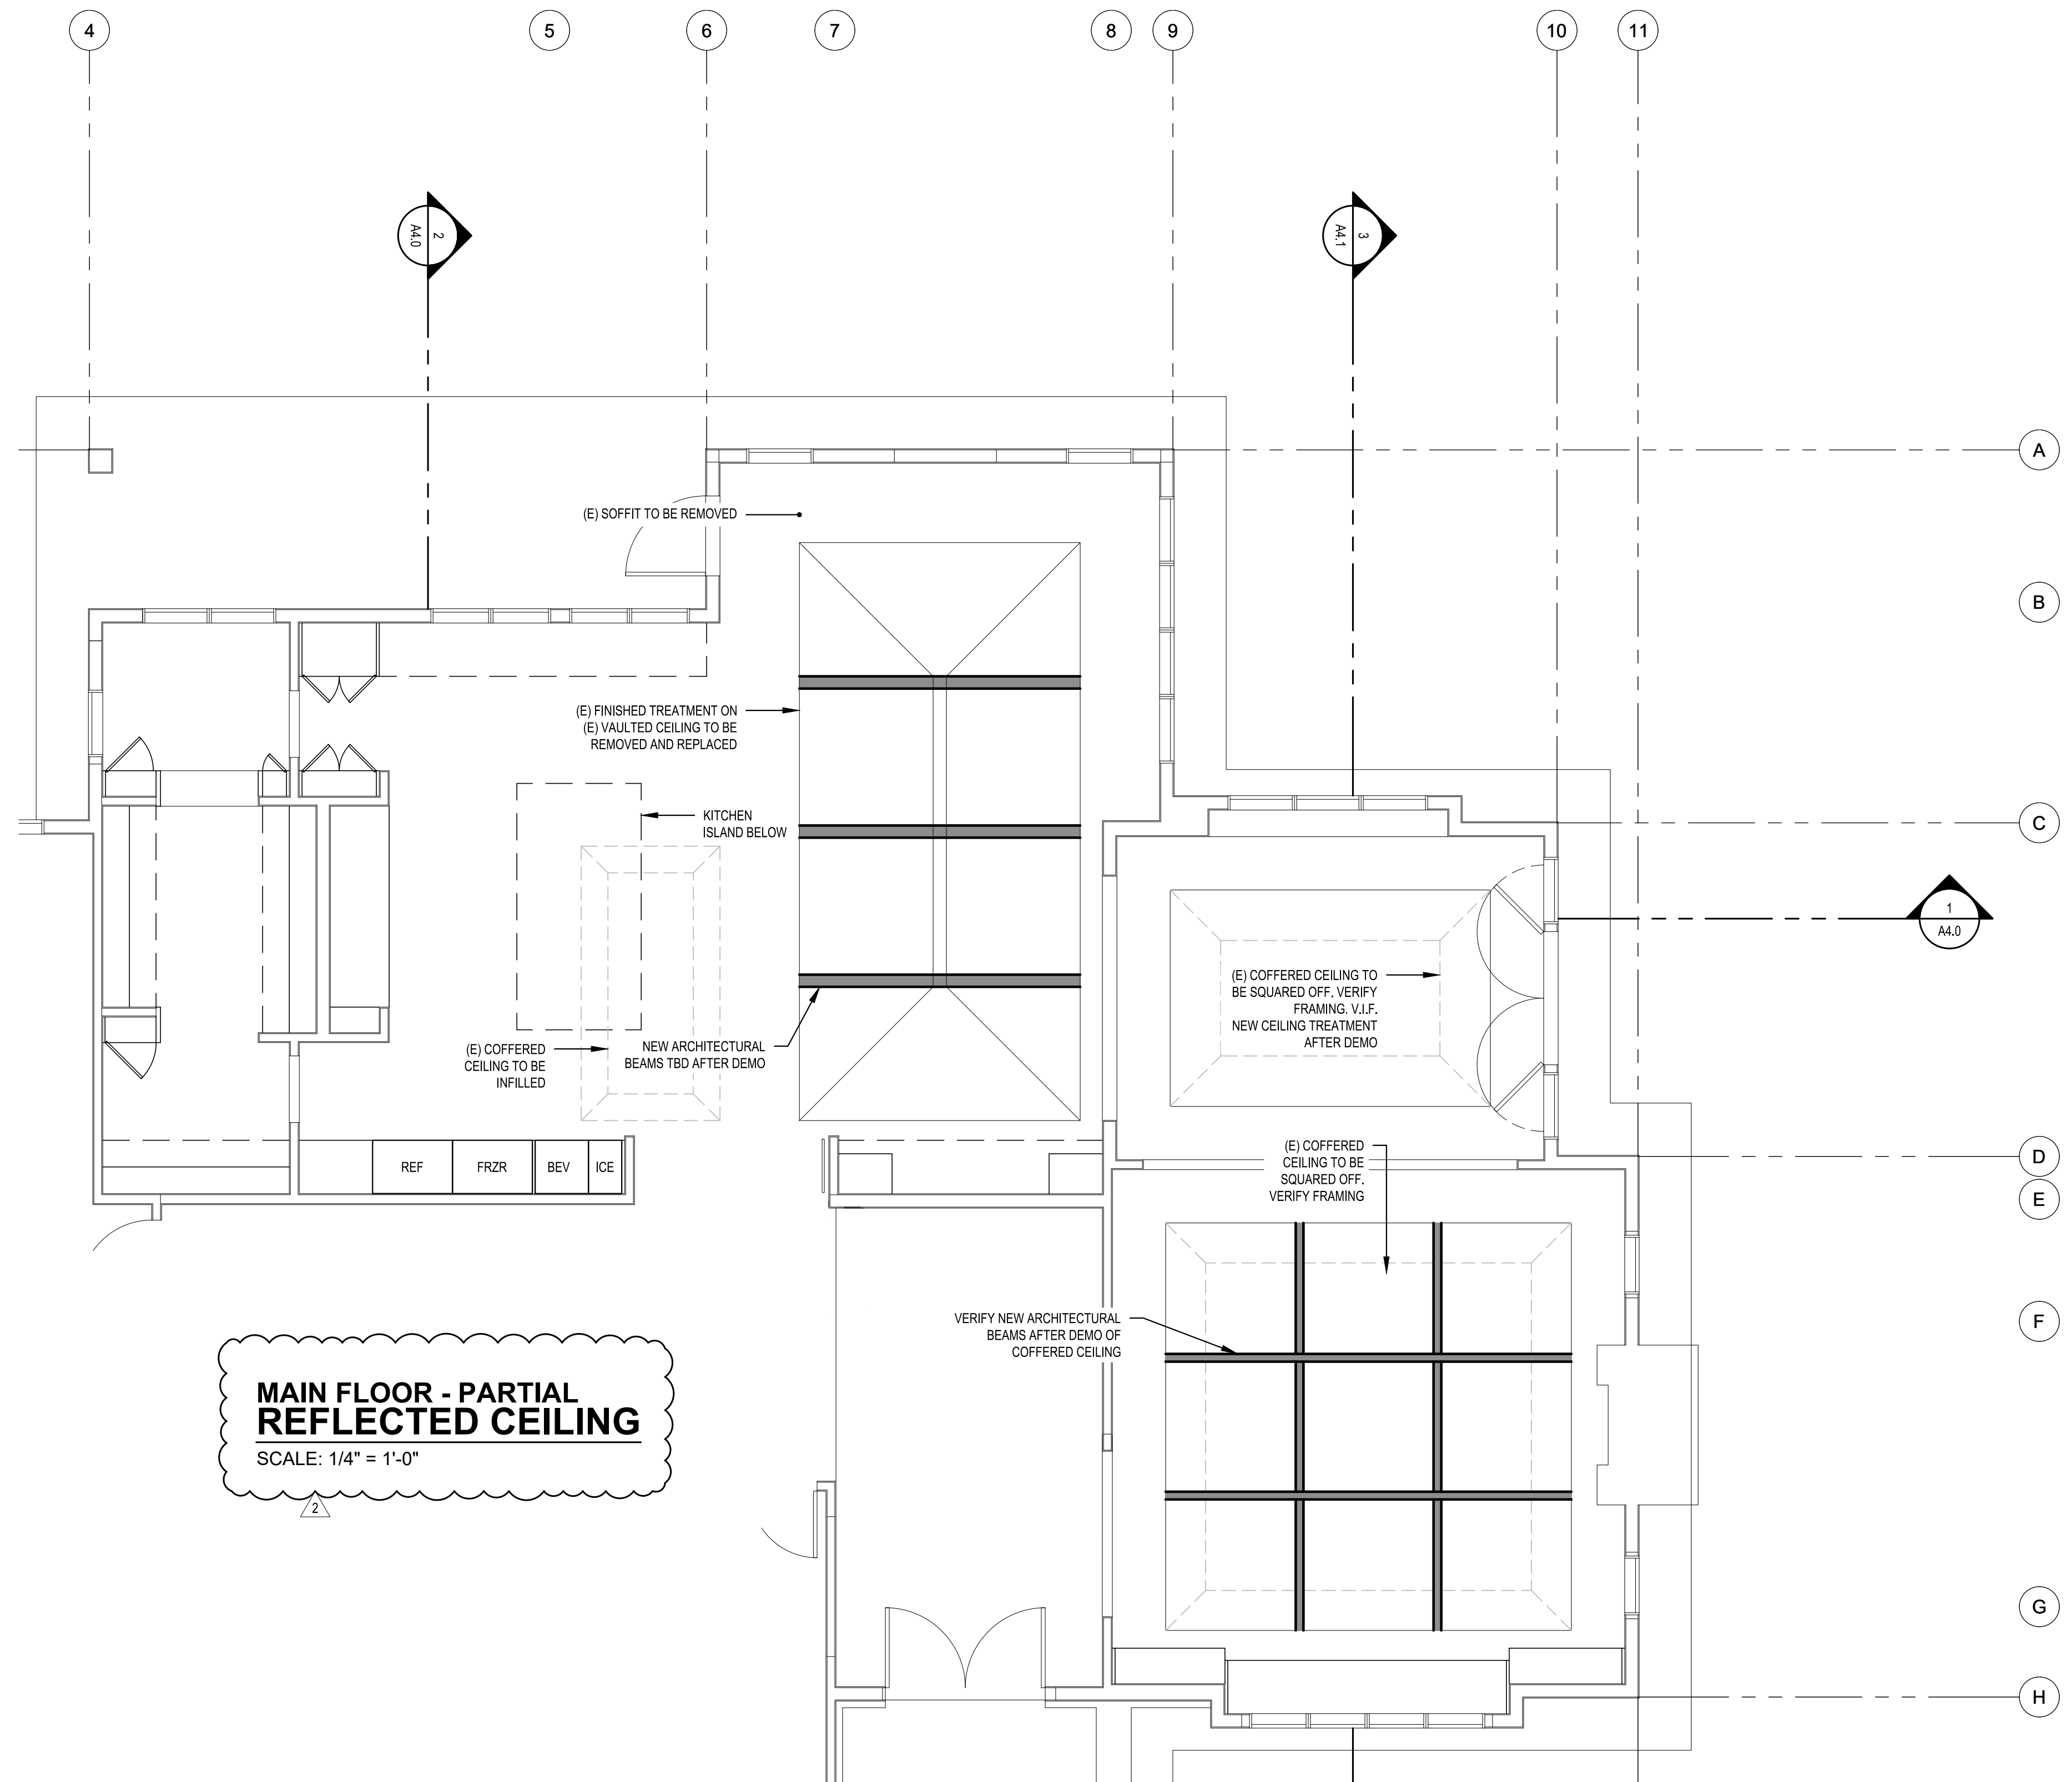 4
5
6
7
8
9
10
11
2
A4.0
3
A4.1
A
(E) SOFFIT TO BE REMOVED
B
(E) FINISHED TREATMENT ON
(E) VAULTED CEILING TO BE
REMOVED AND REPLACED
KITCHEN
ISLAND BELOW
C
1
A4.0
(E) COFFERED CEILING TO
BE SQUARED OFF. VERIFY
FRAMING. V.I.F.
NEW CEILING TREATMENT
AFTER DEMO
(E) COFFERED
CEILING TO BE
INFILLED
NEW ARCHITECTURAL
BEAMS TBD AFTER DEMO
REF
FRZR
BEV
ICE
(E) COFFERED
CEILING TO BE
SQUARED OFF.
VERIFY FRAMING
D
E
VERIFY NEW ARCHITECTURAL
BEAMS AFTER DEMO OF
COFFERED CEILING
F
MAIN FLOOR - PARTIAL
REFLECTED CEILING
SCALE: 1/4" = 1'-0"
2
G
H